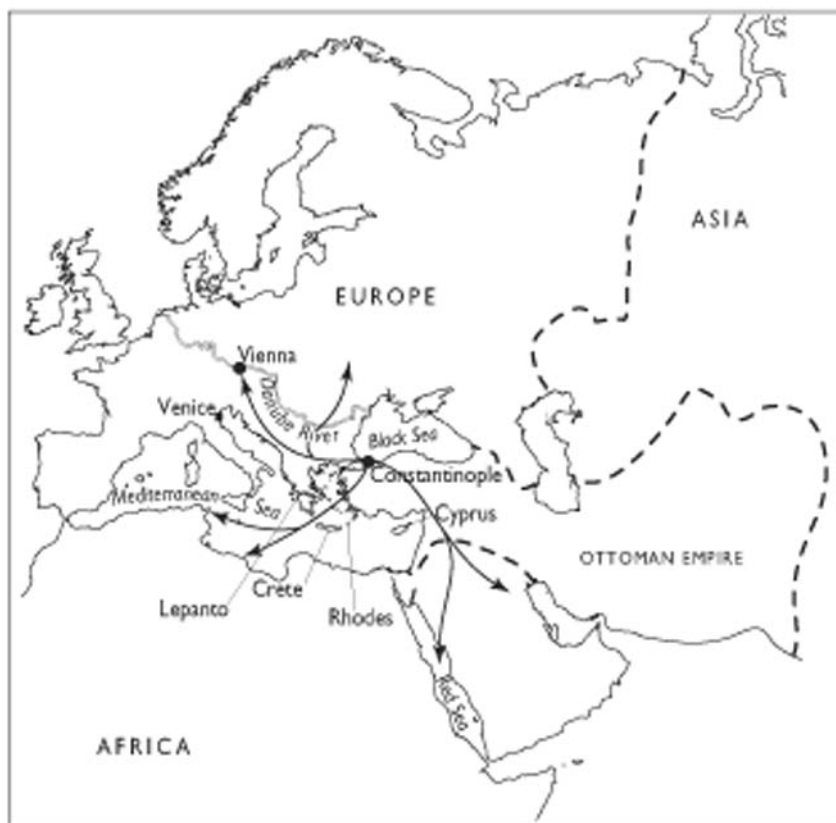 ASIA
EUROPE
Vienna
Danube River
Venice
Black Sea
Constantinople
Mediterranean Sea
Cyprus
OTTOMAN EMPIRE
Crete
Lepanto
Rhodes
Red Sea
AFRICA